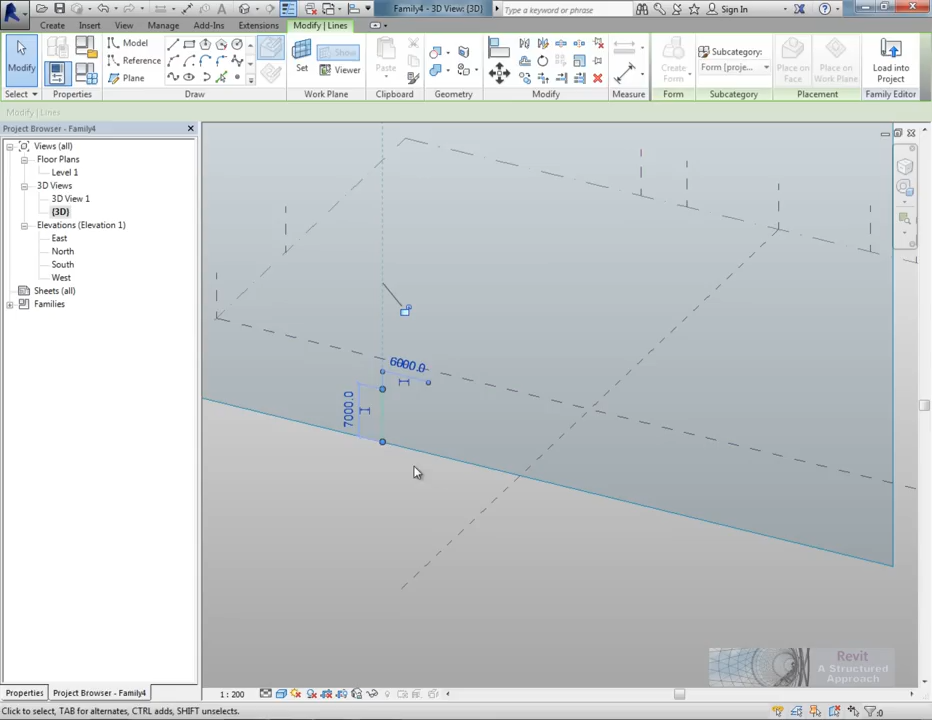 Family4 - 3D View: {3D}
Type a keyword or phrase
Sign In
Create Insert View Manage Add-Ins Extensions Modify | Lines
Modify
Model
Reference
Plane
Set
Show
Viewer
Paste
Create
Form
Subcategory:
Form [proje...
Place on
Face
Place on
Work Plane
Load into
Project
Select Properties Draw Work Plane Clipboard Geometry Modify Measure Form Subcategory Placement Family Editor
Modify | Lines
Project Browser - Family4
Views (all)
Floor Plans
Level 1
3D Views
3D View 1
{3D}
Elevations (Elevation 1)
East
North
South
West
Sheets (all)
Families
6000.0
7000.0
Revit
A Structured
Approach
Properties Project Browser - Family4
1 : 200
Click to select, TAB for alternates, CTRL adds, SHIFT unselects.
:0